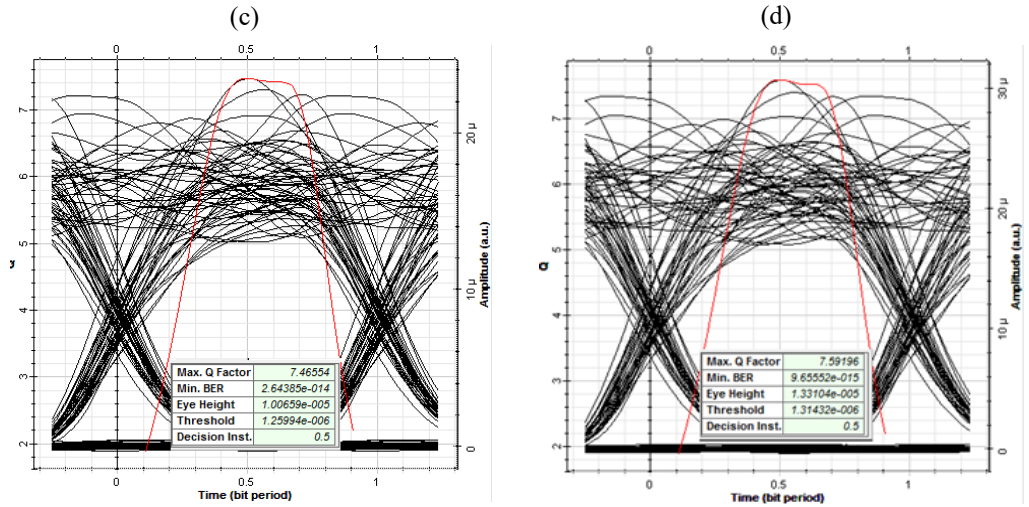 (c)
0 0.5 1
7
6
5
4
3
2
Q
20 µ
10 µ
0
Amplitude (a.u.)
Max. Q Factor 7.46554
Min. BER 2.64385e-014
Eye Height 1.00659e-005
Threshold 1.25994e-006
Decision Inst. 0.5
0 0.5 1
Time (bit period)
(d)
0 0.5 1
7
6
5
4
3
2
Q
30 µ
20 µ
10 µ
0
Amplitude (a.u.)
Max. Q Factor 7.59196
Min. BER 9.65552e-015
Eye Height 1.33104e-005
Threshold 1.31432e-006
Decision Inst. 0.5
0 0.5 1
Time (bit period)